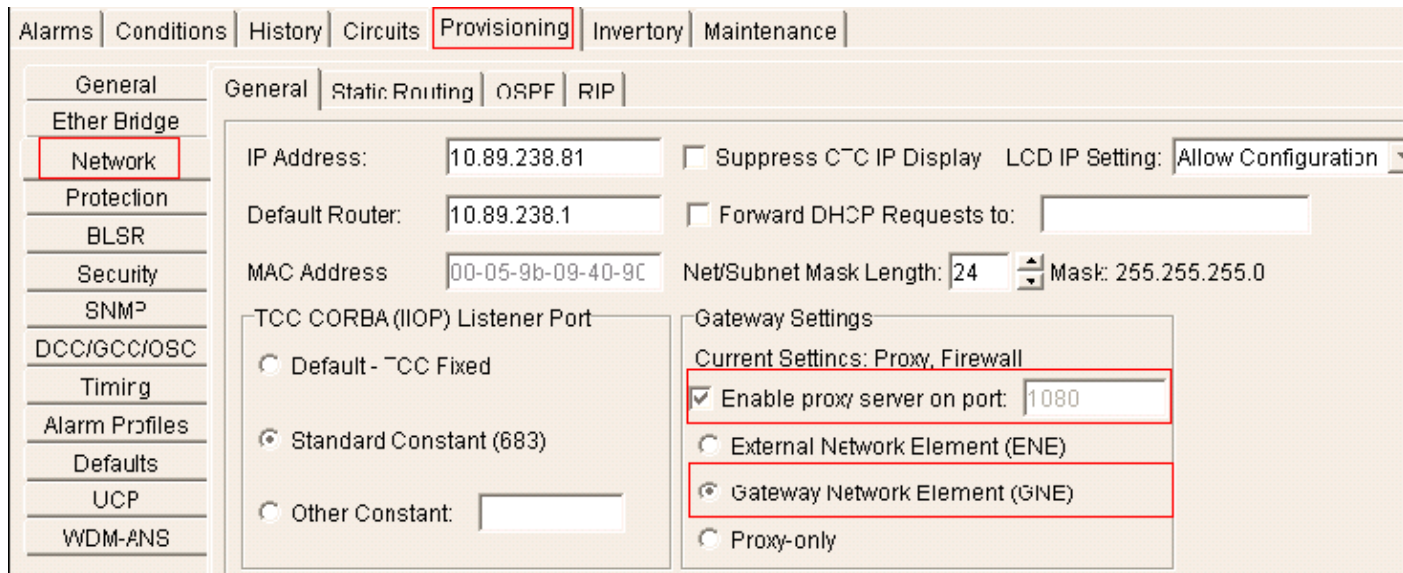 Alarms Conditions History Circuits Provisioning Inventory Maintenance
General
Ether Bridge
Network
Protection
BLSR
Security
SNMP
DCC/GCC/OSC
Timing
Alarm Profiles
Defaults
UCP
WDM-ANS
General Static Routing OSPF RIP
IP Address: 10.89.238.81 Suppress CTC IP Display LCD IP Setting: Allow Configuration
Default Router: 10.89.238.1 Forward DHCP Requests to:
MAC Address 00-05-9b-09-40-90 Net/Subnet Mask Length: 24 Mask: 255.255.255.0
TCC CORBA (IIOP) Listener Port
Default - TCC Fixed
Standard Constant (683)
Other Constant:
Gateway Settings
Current Settings: Proxy, Firewall
Enable proxy server on port: 1080
External Network Element (ENE)
Gateway Network Element (GNE)
Proxy-only